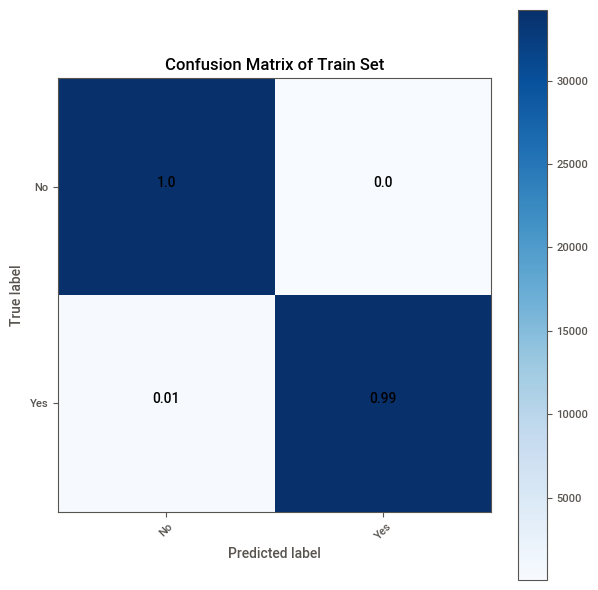 Confusion Matrix of Train Set
30000
25000
20000
15000
10000
5000
True label
No
Yes
1.0
0.0
0.01
0.99
No
Yes
Predicted label